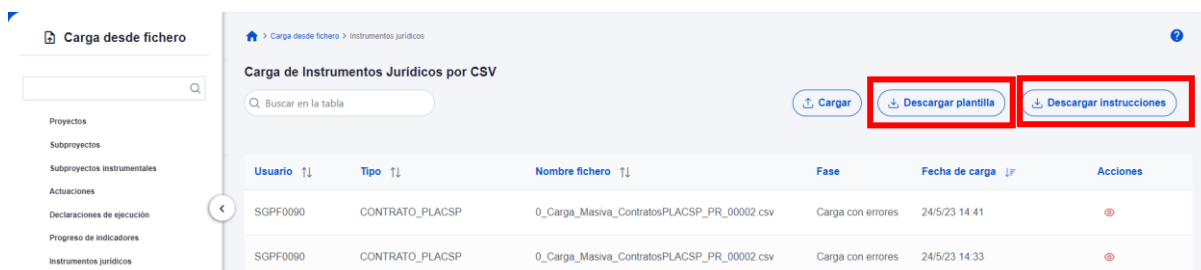 Carga desde fichero
> Carga desde fichero > Instrumentos jurídicos
?
Carga de Instrumentos Jurídicos por CSV
Buscar en la tabla
Cargar
Descargar plantilla
Descargar instrucciones
Proyectos
Subproyectos
Subproyectos instrumentales
Actuaciones
Declaraciones de ejecución
Progreso de indicadores
Instrumentos jurídicos
Usuario Tipo Nombre fichero Fase Fecha de carga Acciones
SGPF0090 CONTRATO_PLACSP 0_Carga_Masiva_ContratosPLACSP_PR_00002.csv Carga con errores 24/5/23 14:41
SGPF0090 CONTRATO_PLACSP 0_Carga_Masiva_ContratosPLACSP_PR_00002.csv Carga con errores 24/5/23 14:33